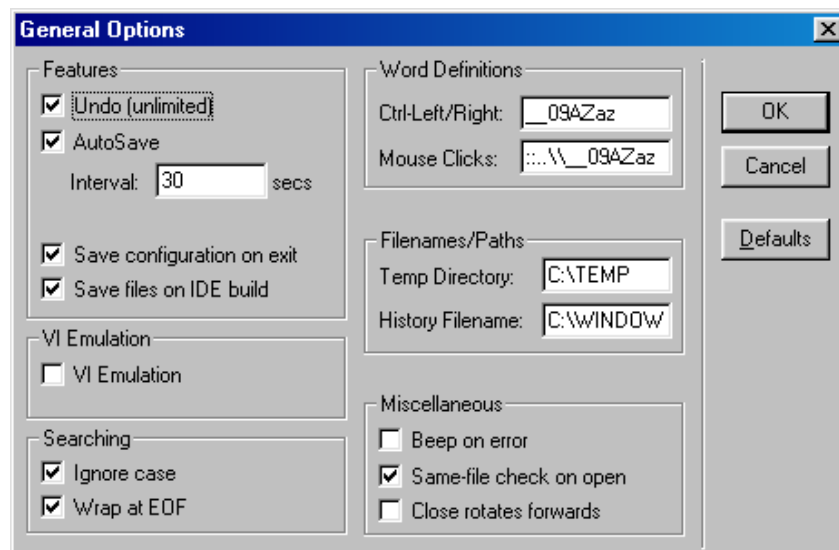 General Options
Features
Undo (unlimited)
AutoSave
Interval: 30 secs
Save configuration on exit
Save files on IDE build
VI Emulation
VI Emulation
Searching
Ignore case
Wrap at EOF
Word Definitions
Ctrl-Left/Right: __09AZaz
Mouse Clicks: ::..\\__09AZaz
Filenames/Paths
Temp Directory: C:\TEMP
History Filename: C:\WINDOW
Miscellaneous
Beep on error
Same-file check on open
Close rotates forwards
OK
Cancel
Defaults